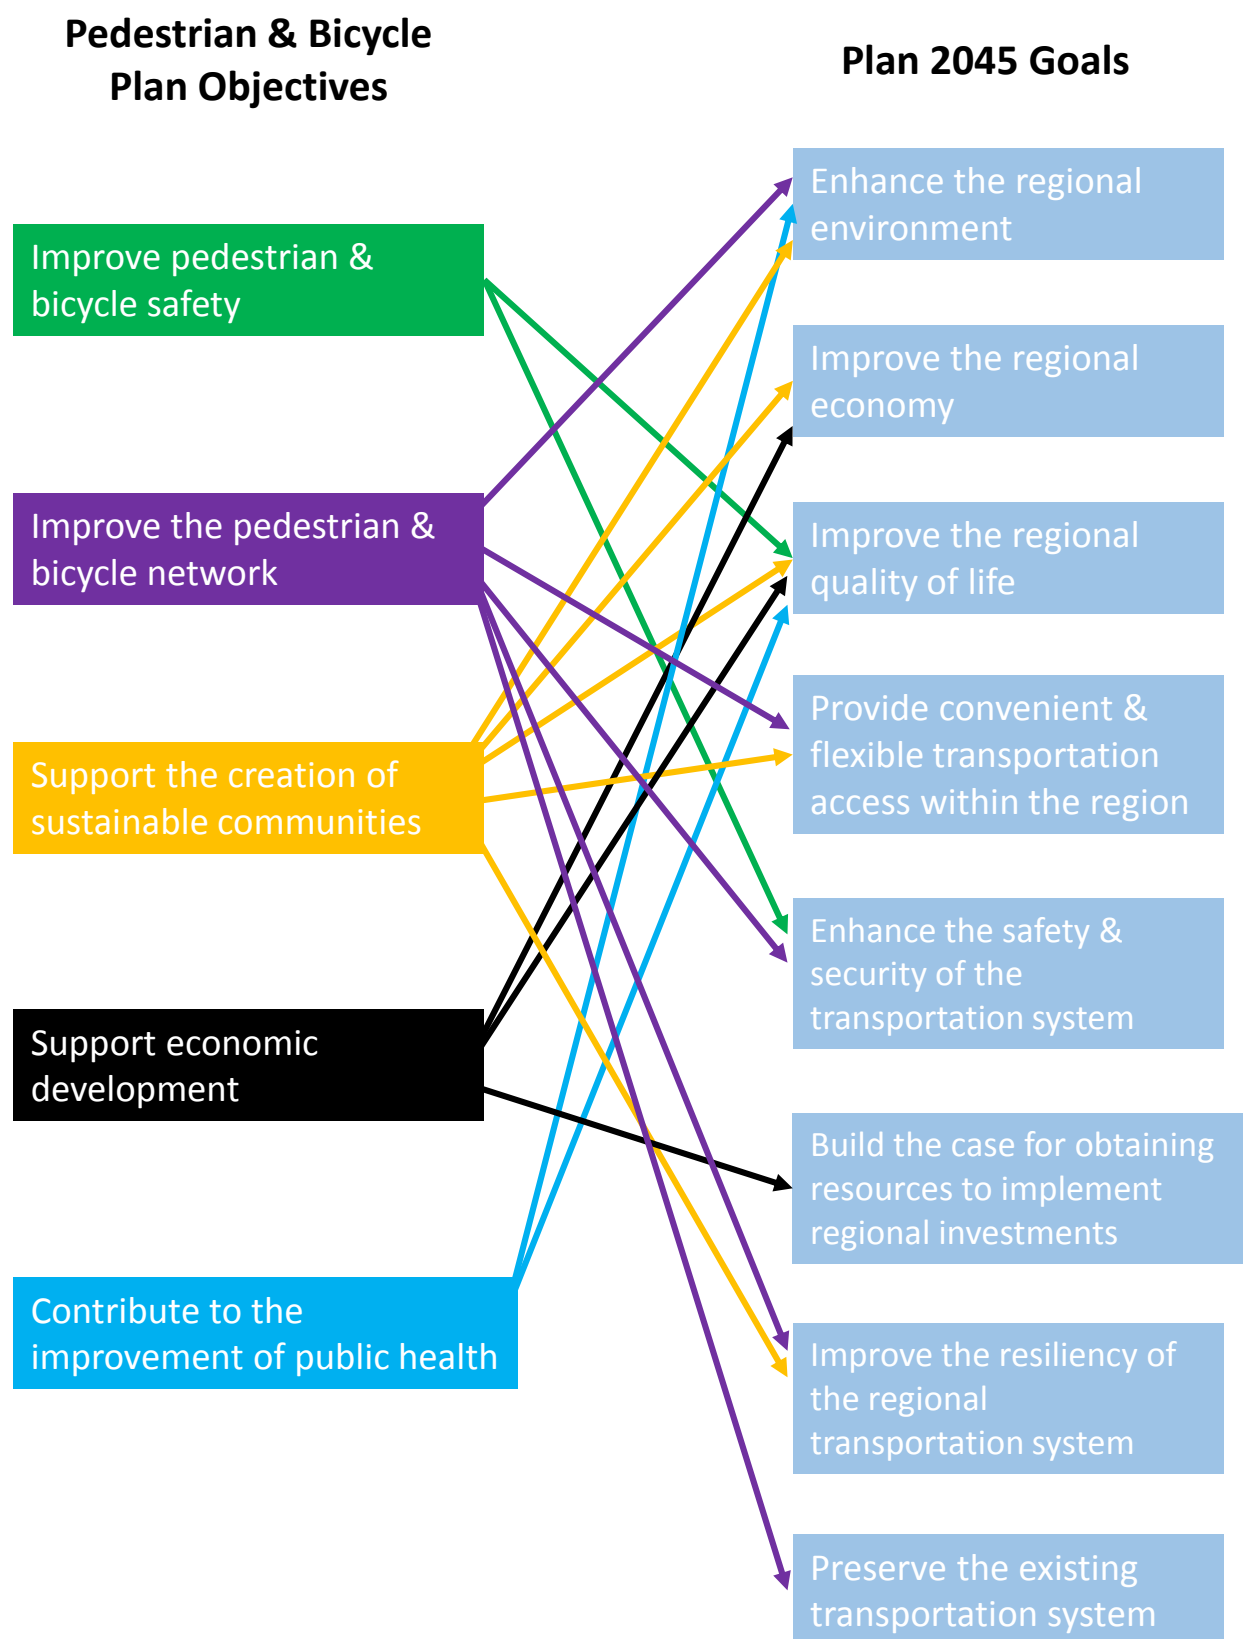 Pedestrian & Bicycle
Plan Objectives
Improve pedestrian &
bicycle safety
Improve the pedestrian &
bicycle network
Support the creation of
sustainable communities
Support economic
development
Contribute to the
improvement of public health
Plan 2045 Goals
Enhance the regional
environment
Improve the regional
economy
Improve the regional
quality of life
Provide convenient &
flexible transportation
access within the region
Enhance the safety &
security of the
transportation system
Build the case for obtaining
resources to implement
regional investments
Improve the resiliency of
the regional
transportation system
Preserve the existing
transportation system